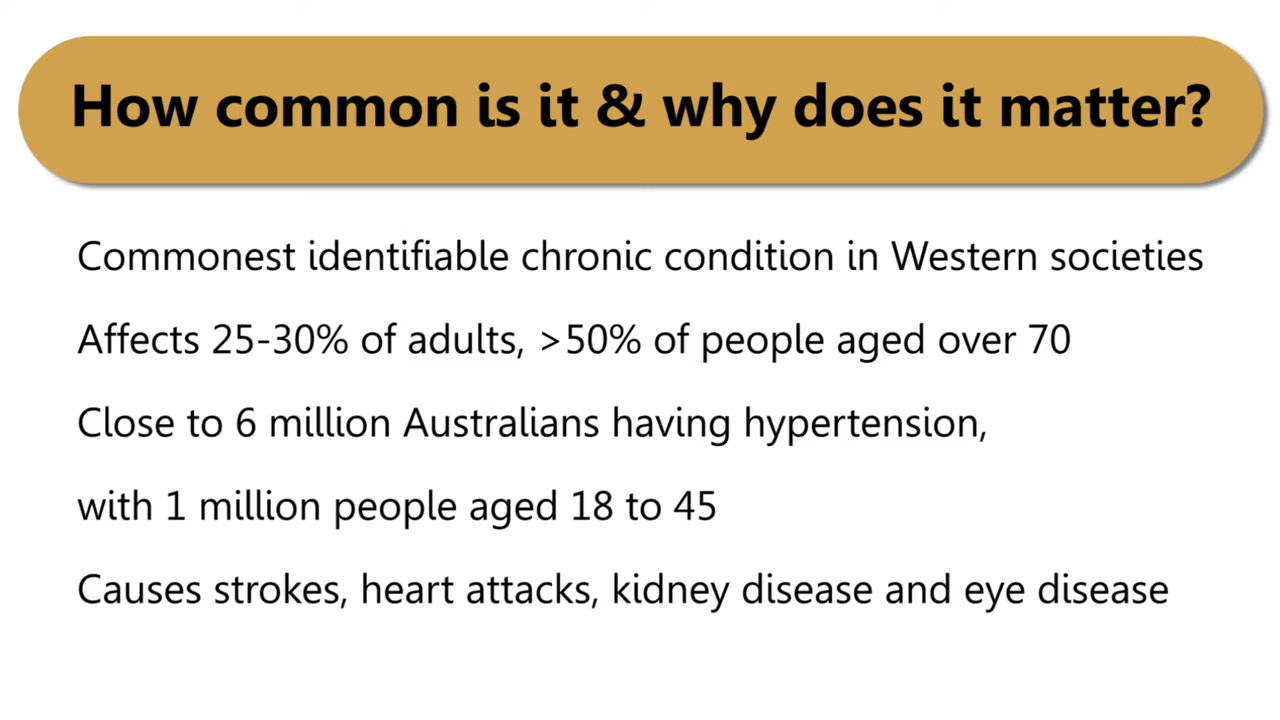 How common is it & why does it matter?
Commonest identifiable chronic condition in Western societies
Affects 25-30% of adults, >50% of people aged over 70
Close to 6 million Australians having hypertension,
with 1 million people aged 18 to 45
Causes strokes, heart attacks, kidney disease and eye disease